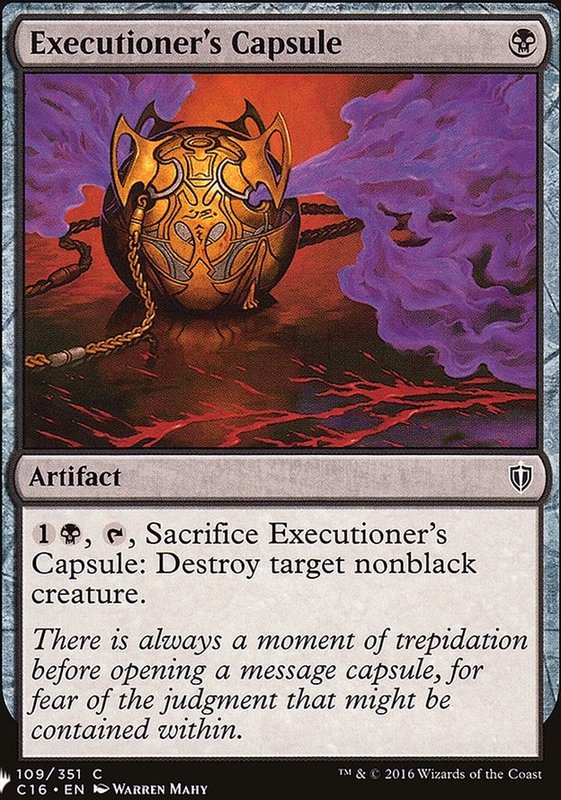 Executioner's Capsule
Artifact
1, , Sacrifice Executioner's
Capsule: Destroy target nonblack
creature.
There is always a moment of trepidation
before opening a message capsule, for
fear of the judgment that might be
contained within.
109/351 C
C16 • EN Warren Mahy
™ & © 2016 Wizards of the Coast